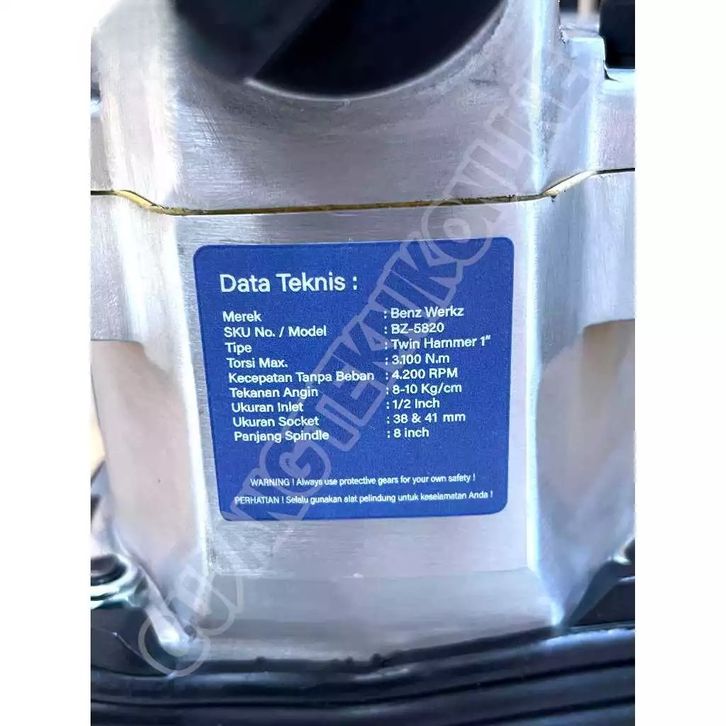 Data Teknis :
Merek : Benz Werkz
SKU No. / Model : BZ-5820
Tipe : Twin Hammer 1"
Torsi Max. : 3.100 N.m
Kecepatan Tanpa Beban : 4.200 RPM
Tekanan Angin : 8-10 Kg/cm
Ukuran Inlet : 1/2 Inch
Ukuran Socket : 38 & 41 mm
Panjang Spindle : 8 inch
WARNING ! Always use protective gears for your own safety !
PERHATIAN ! Selalu gunakan alat pelindung untuk keselamatan Anda !